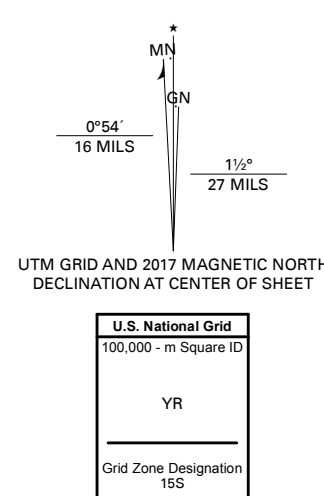 ★
MN
GN
0°54´
16 MILS
1½°
27 MILS
UTM GRID AND 2017 MAGNETIC NORTH
DECLINATION AT CENTER OF SHEET
U.S. National Grid
100,000 - m Square ID
YR
Grid Zone Designation
15S